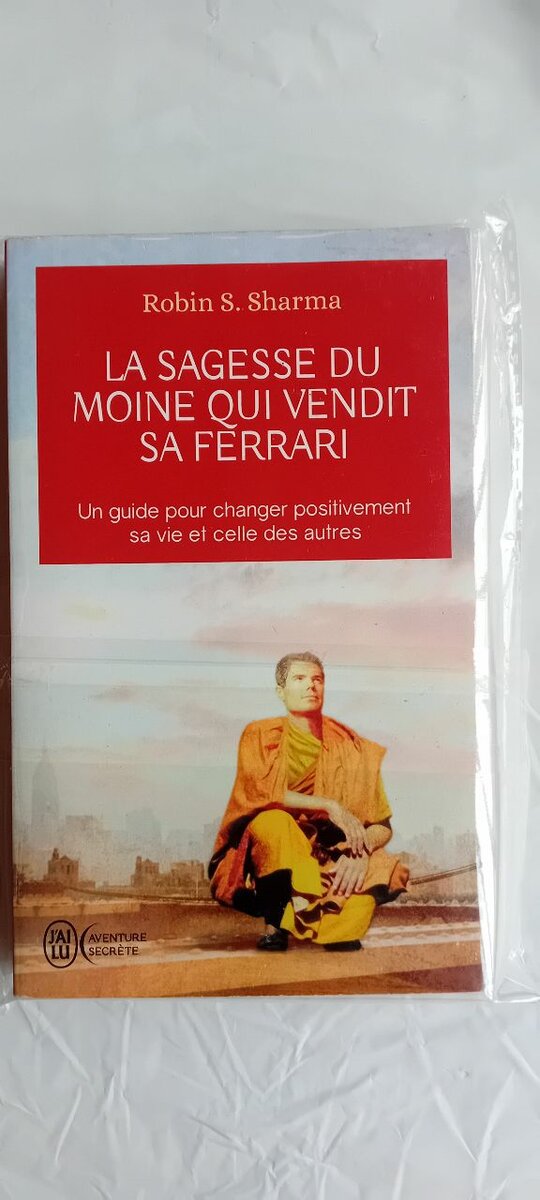 Robin S. Sharma
LA SAGESSE DU
MOINE QUI VENDIT
SA FERRARI
Un guide pour changer positivement
sa vie et celle des autres
J'AI
LU
AVENTURE
SECRÈTE